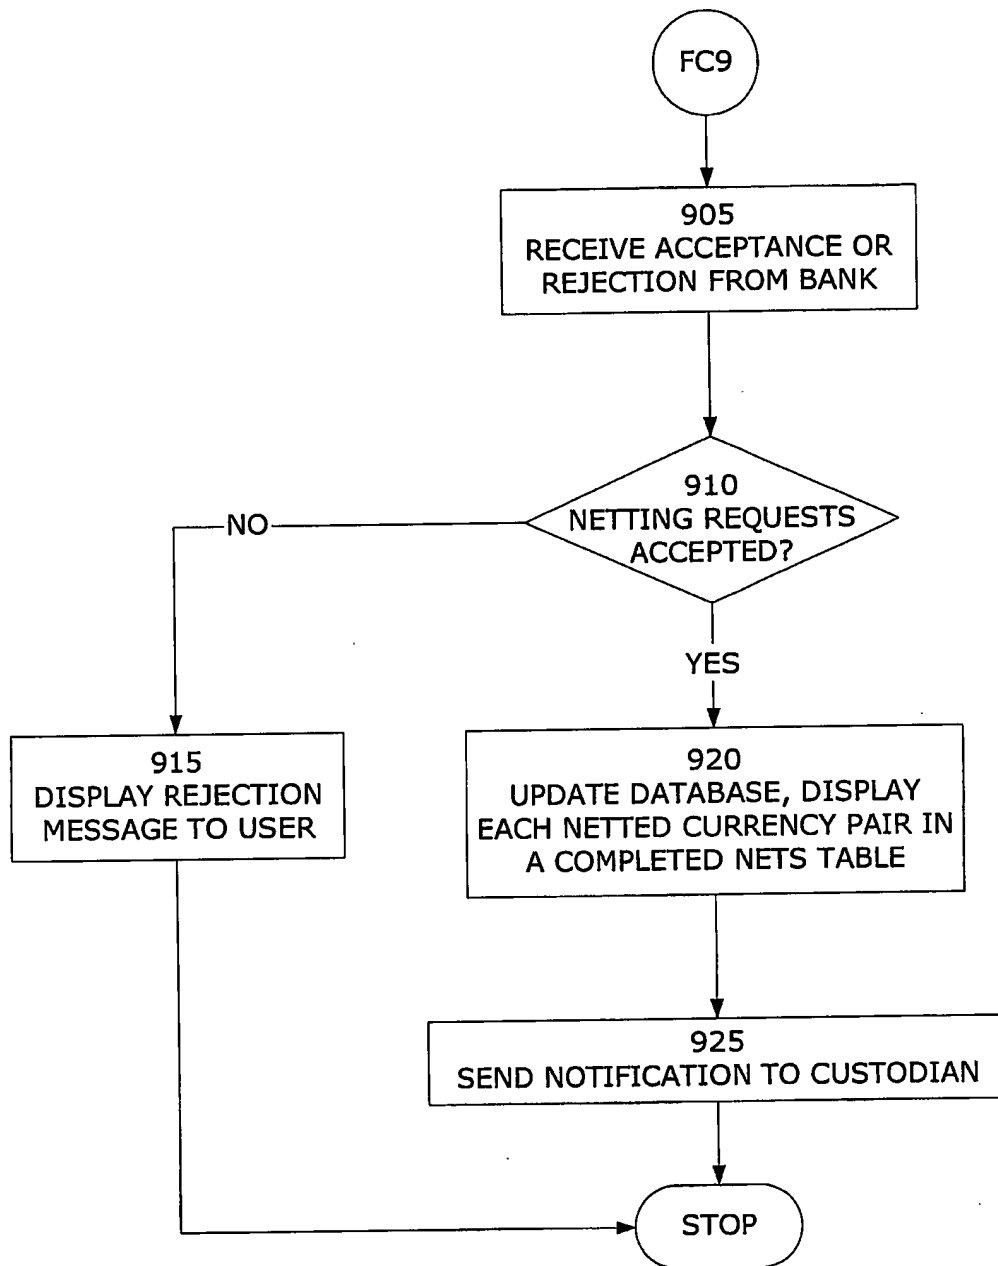 FC9
905
RECEIVE ACCEPTANCE OR
REJECTION FROM BANK
910
NETTING REQUESTS
ACCEPTED?
NO
YES
915
DISPLAY REJECTION
MESSAGE TO USER
920
UPDATE DATABASE, DISPLAY
EACH NETTED CURRENCY PAIR IN
A COMPLETED NETS TABLE
925
SEND NOTIFICATION TO CUSTODIAN
STOP